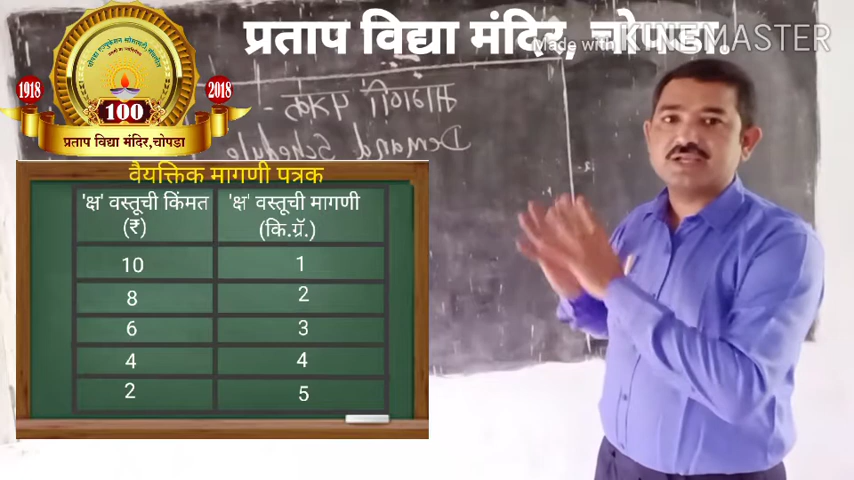 प्रताप विद्या मंदिर, चोपडा.
Made with KINEMASTER
1918
2018
100
प्रताप विद्या मंदिर,चोपडा
मागणी पत्रक -
Demand Schedule
वैयक्तिक मागणी पत्रक
'क्ष' वस्तूची किंमत (₹)
'क्ष' वस्तूची मागणी (कि.ग्रॅ.)
10 1
8 2
6 3
4 4
2 5